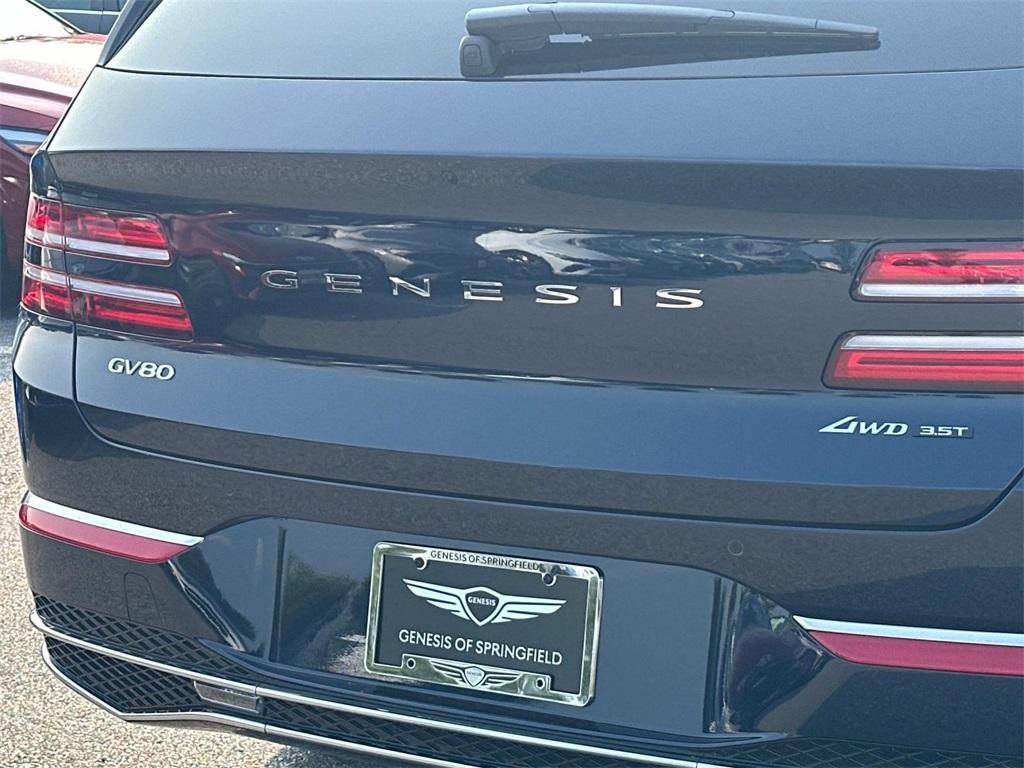 GENESIS
GV80
4WD 3.5T
GENESIS OF SPRINGFIELD
GENESIS
GENESIS OF SPRINGFIELD